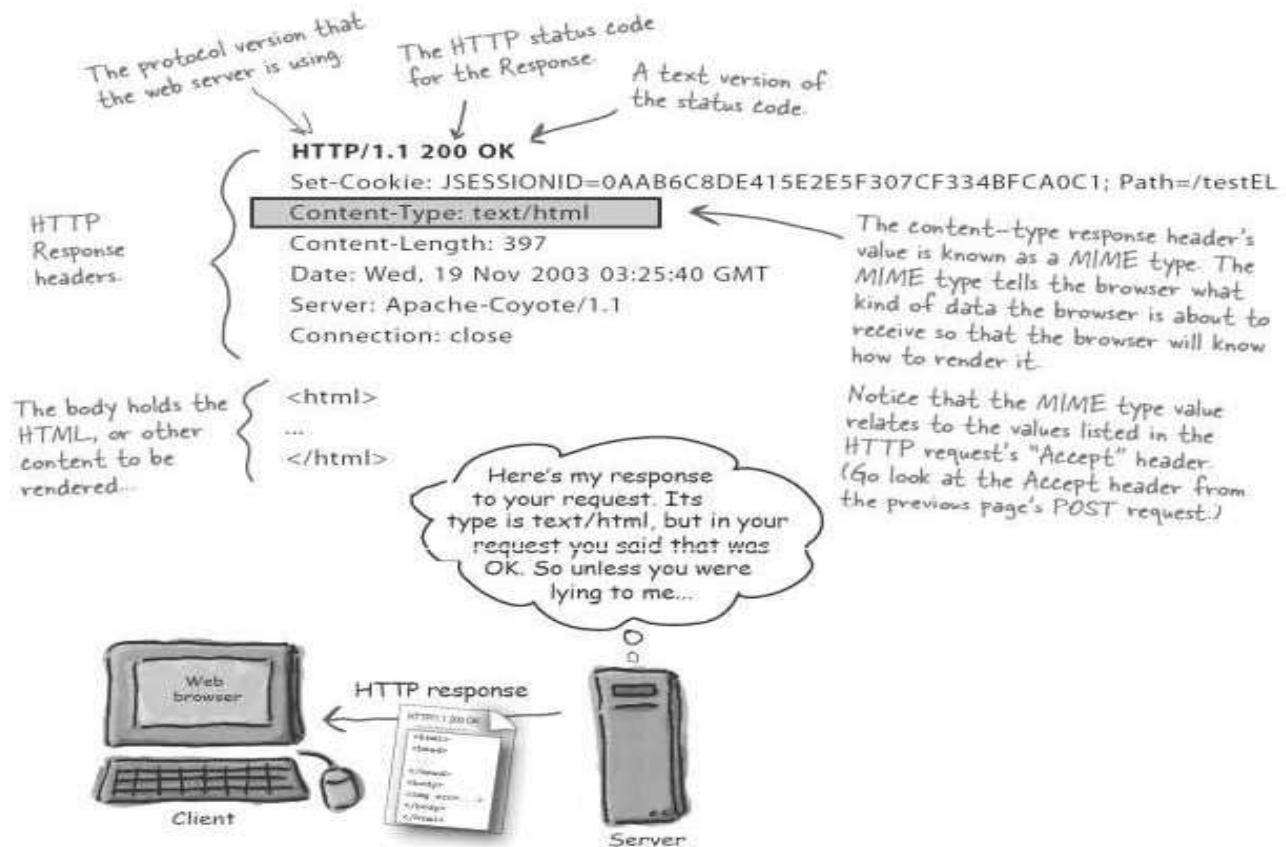 The protocol version that
the web server is using.
The HTTP status code
for the Response.
A text version of
the status code.
HTTP/1.1 200 OK
Set-Cookie: JSESSIONID=0AAB6C8DE415E2E5F307CF334BFCA0C1; Path=/testEL
Content-Type: text/html
Content-Length: 397
Date: Wed, 19 Nov 2003 03:25:40 GMT
Server: Apache-Coyote/1.1
Connection: close
HTTP
Response
headers.
The content-type response header's
value is known as a MIME type. The
MIME type tells the browser what
kind of data the browser is about to
receive so that the browser will know
how to render it.
Notice that the MIME type value
relates to the values listed in the
HTTP request's "Accept" header.
(Go look at the Accept header from
the previous page's POST request.)
The body holds the
HTML, or other
content to be
rendered...
<html>
...
</html>
Here's my response
to your request. Its
type is text/html, but in your
request you said that was
OK. So unless you were
lying to me...
Web
browser
HTTP response
HTTP/1.1 200 OK
<html>
<head>
...
</head>
<body>
<img src=...>
</body>
</html>
Client
Server